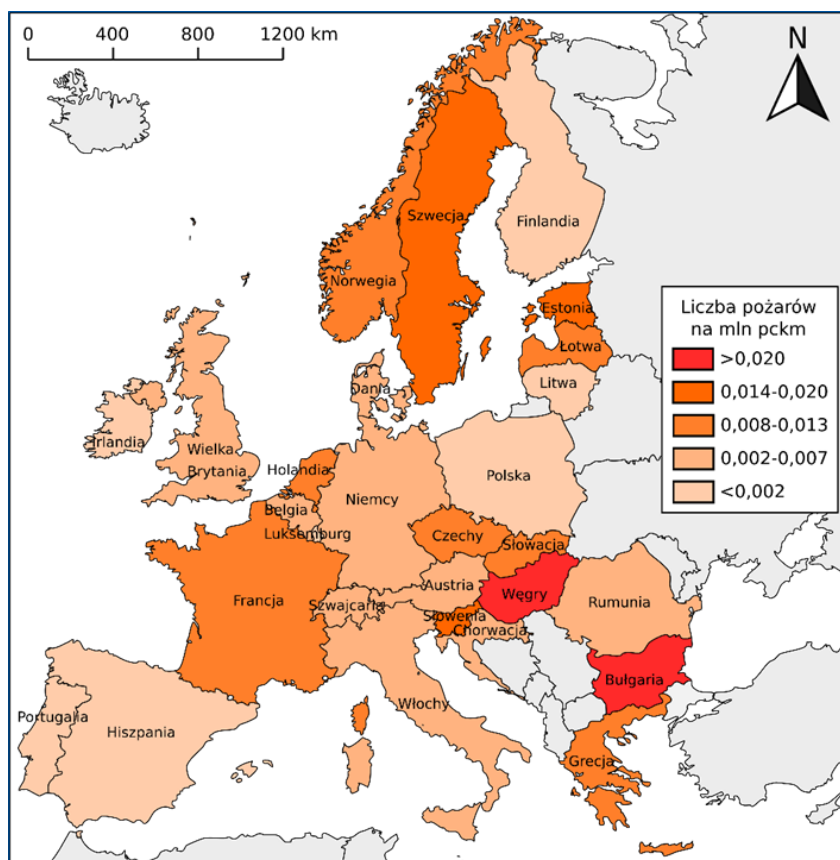 0 400 800 1200 km
N
Szwecja
Finlandia
Norwegia
Estonia
Łotwa
Dania
Litwa
Irlandia
Wielka
Brytania
Holandia
Polska
Niemcy
Belgia
Luksemburg
Czechy
Słowacja
Austria
Węgry
Francja
Szwajcaria
Rumunia
Słowenia
Chorwacja
Bułgaria
Włochy
Portugalia
Hiszpania
Grecja
Liczba pożarów
na mln pckm
>0,020
0,014-0,020
0,008-0,013
0,002-0,007
<0,002